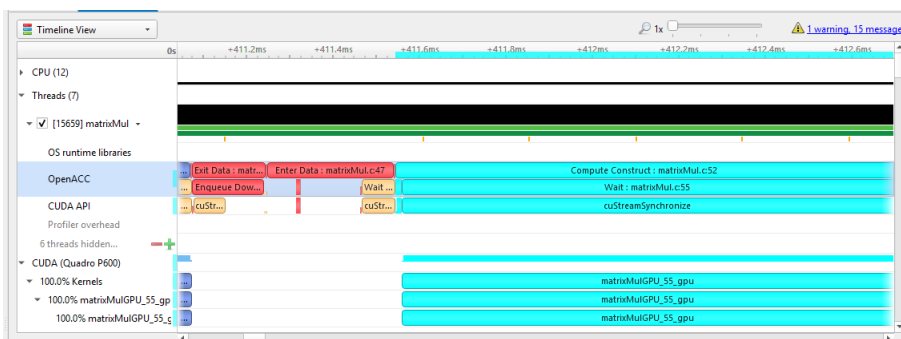 Timeline View
1x
1 warning, 15 message
0s
+411.2ms +411.4ms +411.6ms +411.8ms +412ms +412.2ms +412.4ms +412.6ms
CPU (12)
Threads (7)
[15659] matrixMul
OS runtime libraries
OpenACC
... Exit Data : matr... Enter Data : matrixMul.c:47 Compute Construct : matrixMul.c:52
... Enqueue Dow... Wait ... Wait : matrixMul.c:55
CUDA API
... cuStr... cuStr... cuStreamSynchronize
Profiler overhead
6 threads hidden...
CUDA (Quadro P600)
100.0% Kernels
... matrixMulGPU_55_gpu
100.0% matrixMulGPU_55_gp
... matrixMulGPU_55_gpu
100.0% matrixMulGPU_55_g
... matrixMulGPU_55_gpu